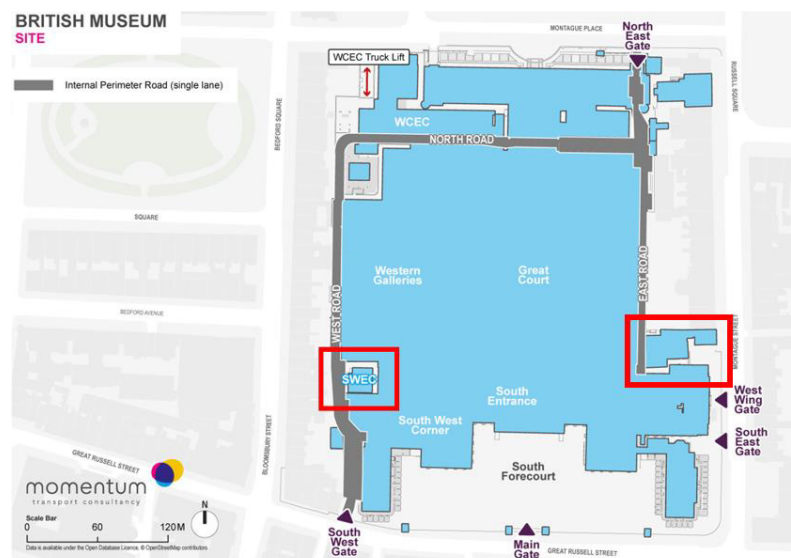 BRITISH MUSEUM
SITE
Internal Perimeter Road (single lane)
MONTAGUE PLACE
North
East
Gate
WCEC Truck Lift
RUSSELL SQUARE
BEDFORD SQUARE
WCEC
NORTH ROAD
SQUARE
Western
Galleries
Great
Court
EAST ROAD
WEST ROAD
BEDFORD AVENUE
MONTAGUE STREET
SWEC
South
Entrance
West
Wing
Gate
South West
Corner
South
East
Gate
BLOOMSBURY STREET
GREAT RUSSELL STREET
South
Forecourt
momentum
transport consultancy
N
Scale Bar
0 60 120M
South
West
Gate
Main
Gate
GREAT RUSSELL STREET
Data is available under the Open Database Licence. © OpenStreetMap contributors.